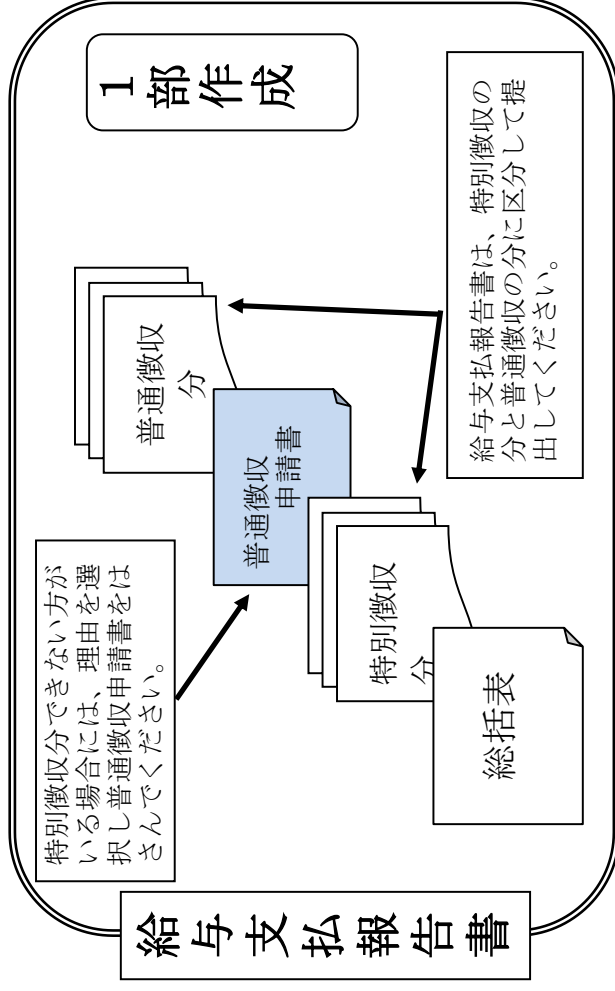 給与支払報告書
1部作成
特別徴収分できない方が
いる場合には、理由を選
択し普通徴収申請書をは
さんでください。
普通徴収
分
普通徴収
申請書
特別徴収
分
総括表
給与支払報告書は、特別徴収の
分と普通徴収の分に区分して提
出してください。